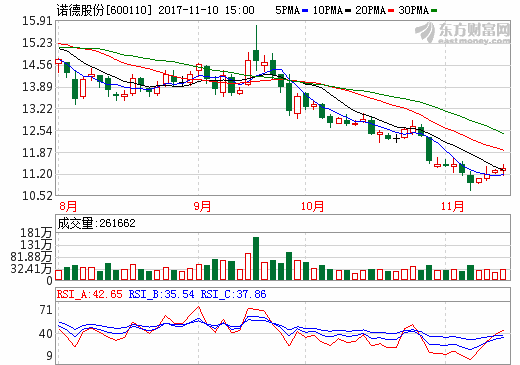 诺德股份[600110] 2017-11-10 15:00 5PMA 10PMA 20PMA 30PMA
东方财富网
eastmoney.com
15.91
15.23
14.56
13.89
13.22
12.54
11.87
11.20
10.52
8月 9月 10月 11月
成交量:261662
181万
131万
81.88万
32.41万
0
RSI_A:42.65 RSI_B:35.54 RSI_C:37.86
71
40
9